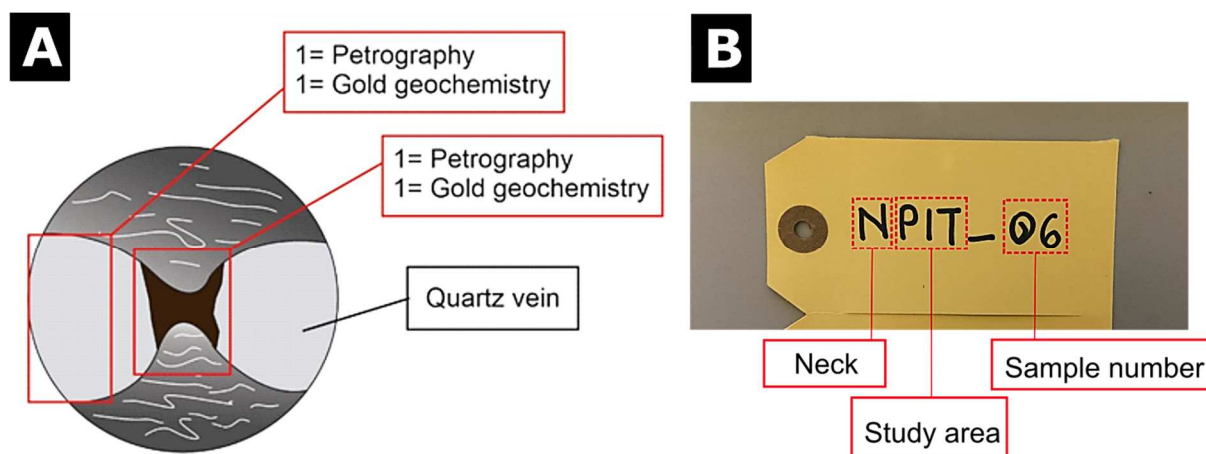 A
1= Petrography
1= Gold geochemistry
1= Petrography
1= Gold geochemistry
Quartz vein
B
NPIT_06
Neck
Sample number
Study area